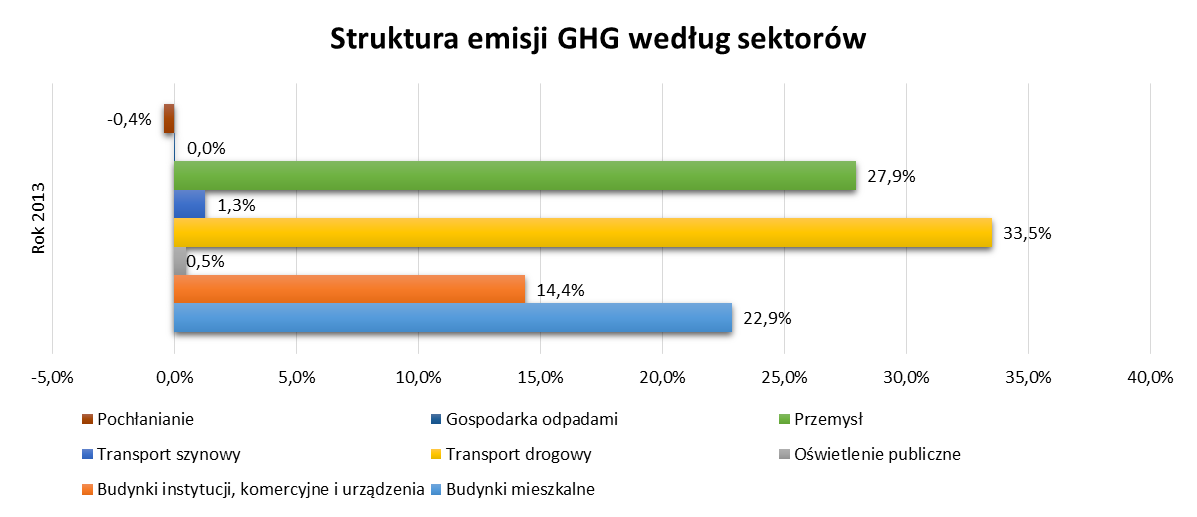 Struktura emisji GHG według sektorów
-0,4%
0,0%
27,9%
1,3%
33,5%
0,5%
14,4%
22,9%
Rok 2013
-5,0% 0,0% 5,0% 10,0% 15,0% 20,0% 25,0% 30,0% 35,0% 40,0%
Pochłanianie Gospodarka odpadami Przemysł
Transport szynowy Transport drogowy Oświetlenie publiczne
Budynki instytucji, komercyjne i urządzenia Budynki mieszkalne